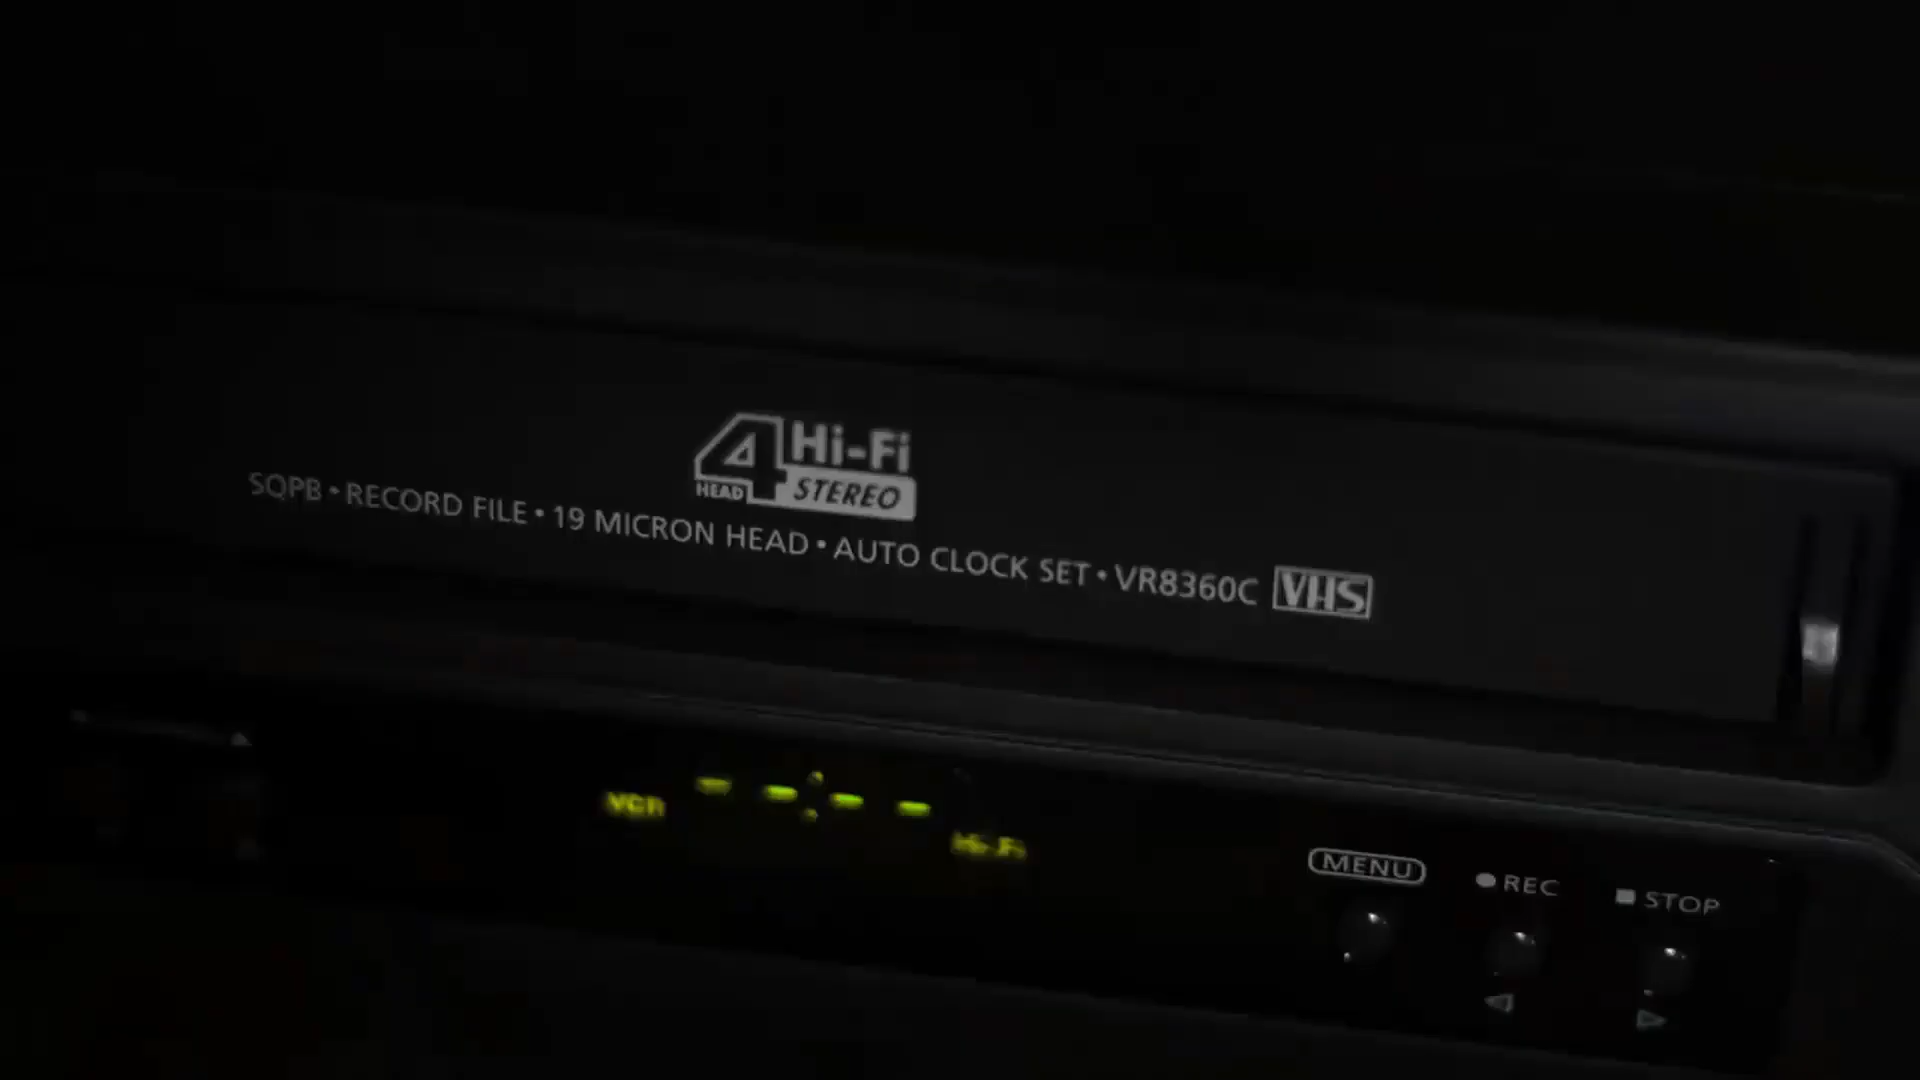 4 HEAD Hi-Fi STEREO
SQPB • RECORD FILE • 19 MICRON HEAD • AUTO CLOCK SET • VR8360C VHS
VCR --:-- Hi-Fi
MENU ●REC ■STOP